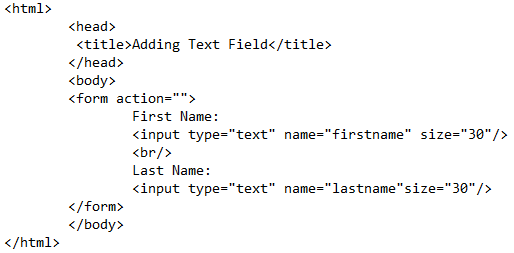 <html>
<head>
<title>Adding Text Field</title>
</head>
<body>
<form action="">
First Name:
<input type="text" name="firstname" size="30"/>
<br/>
Last Name:
<input type="text" name="lastname"size="30"/>
</form>
</body>
</html>